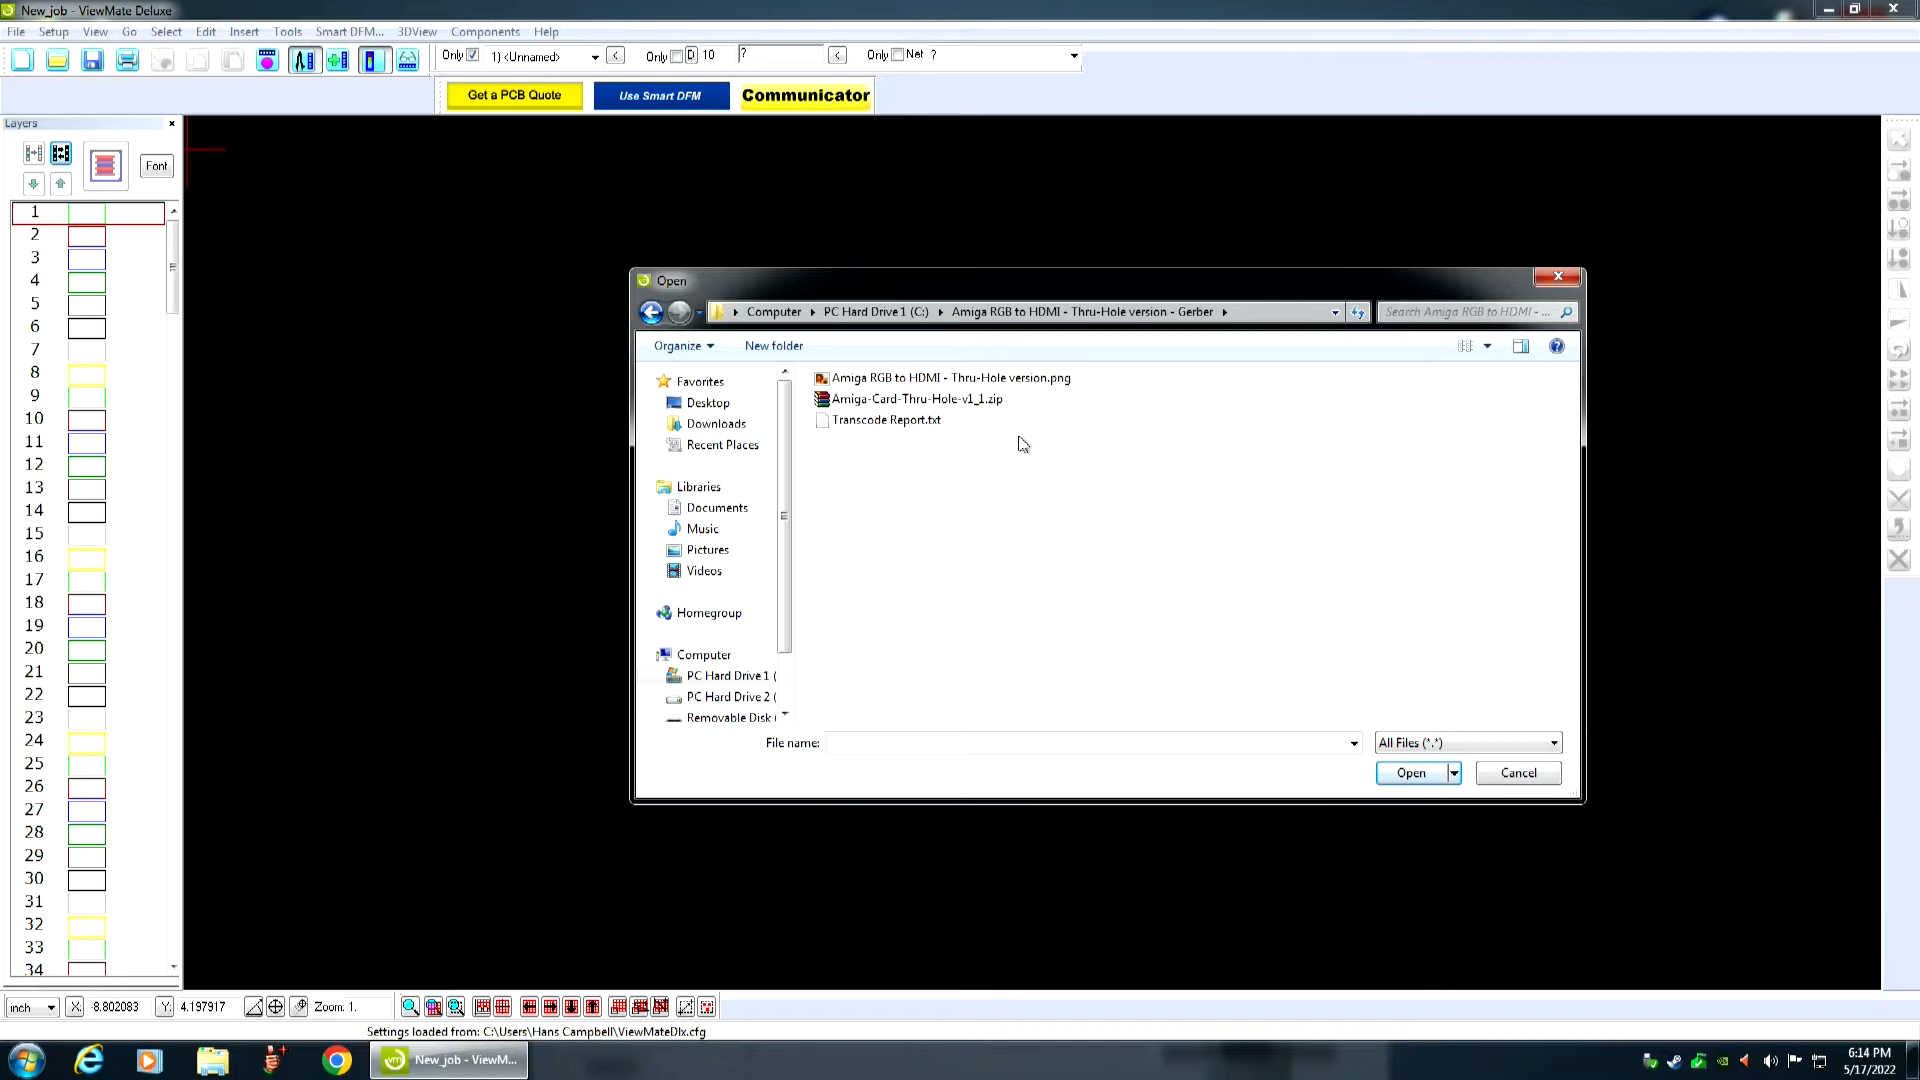 New_job - ViewMate Deluxe
File Setup View Go Select Edit Insert Tools Smart DFM... 3DView Components Help
Only 1) <Unnamed> < Only D 10 ? < Only Net ?
Get a PCB Quote Use Smart DFM Communicator
Layers
Font
1
2
3
4
5
6
7
8
9
10
11
12
13
14
15
16
17
18
19
20
21
22
23
24
25
26
27
28
29
30
31
32
33
34
Open
Computer PC Hard Drive 1 (C:) Amiga RGB to HDMI - Thru-Hole version - Gerber
Search Amiga RGB to HDMI - ...
Organize New folder
Favorites
Desktop
Downloads
Recent Places
Libraries
Documents
Music
Pictures
Videos
Homegroup
Computer
PC Hard Drive 1 (
PC Hard Drive 2 (
Removable Disk (
Amiga RGB to HDMI - Thru-Hole version.png
Amiga-Card-Thru-Hole-v1_1.zip
Transcode Report.txt
File name:
All Files (*.*)
Open Cancel
inch X: -8.802083 Y: 4.197917 Zoom: 1.
Settings loaded from: C:\Users\Hans Campbell\ViewMateDlx.cfg
New_job - ViewM...
6:14 PM
5/17/2022